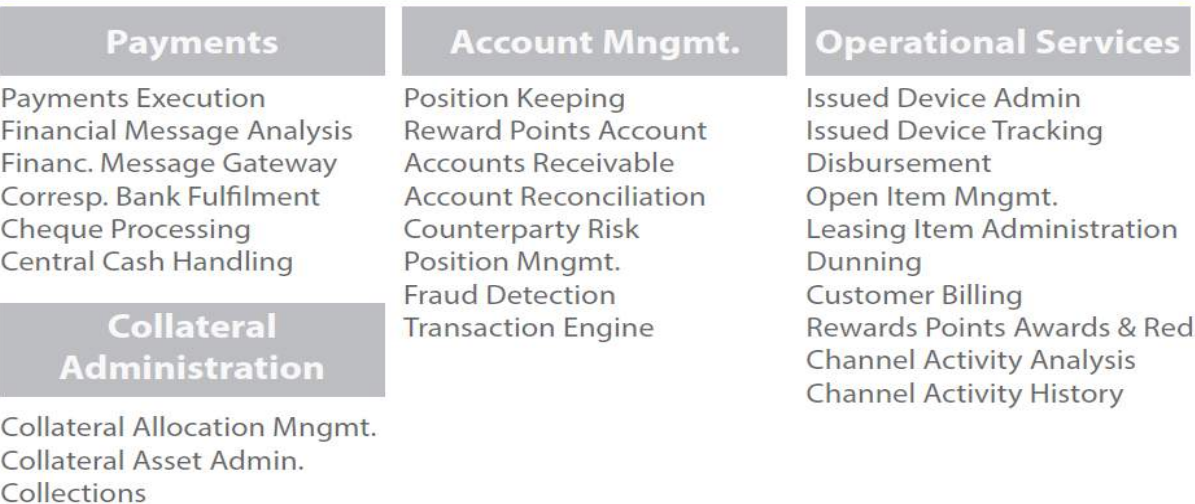 Payments
Payments Execution
Financial Message Analysis
Financ. Message Gateway
Corresp. Bank Fulfilment
Cheque Processing
Central Cash Handling
Collateral
Administration
Collateral Allocation Mngmt.
Collateral Asset Admin.
Collections
Account Mngmt.
Position Keeping
Reward Points Account
Accounts Receivable
Account Reconciliation
Counterparty Risk
Position Mngmt.
Fraud Detection
Transaction Engine
Operational Services
Issued Device Admin
Issued Device Tracking
Disbursement
Open Item Mngmt.
Leasing Item Administration
Dunning
Customer Billing
Rewards Points Awards & Red
Channel Activity Analysis
Channel Activity History